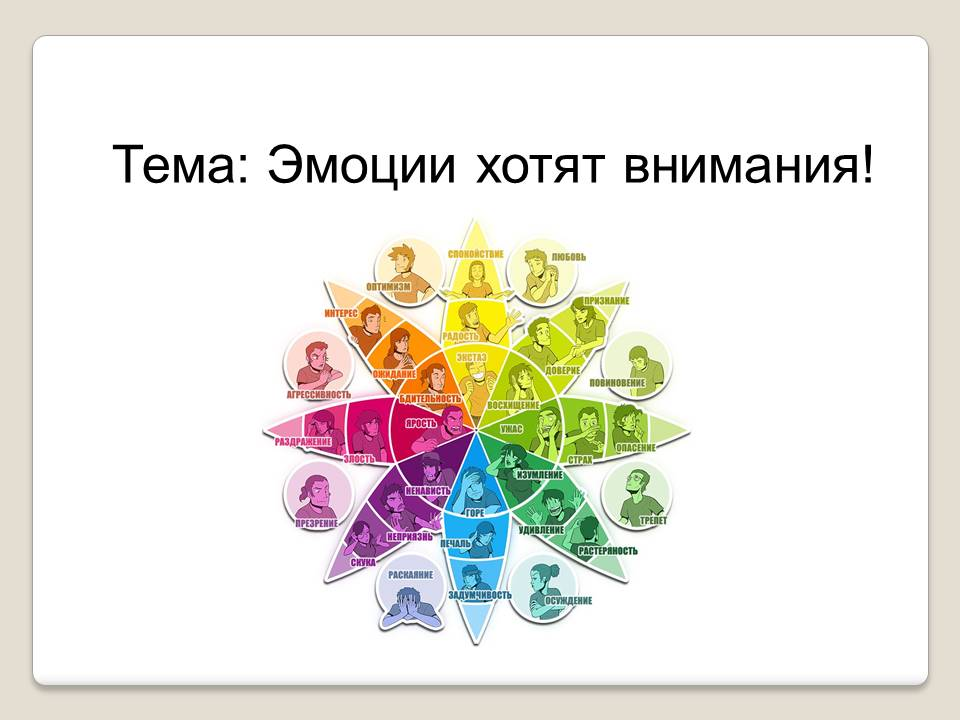 Тема: Эмоции хотят внимания!
СПОКОЙСТВИЕ
ЛЮБОВЬ
ОПТИМИЗМ
ПРИЗНАНИЕ
ИНТЕРЕС
РАДОСТЬ
ЭКСТАЗ
ОЖИДАНИЕ
ДОВЕРИЕ
ПОВИНОВЕНИЕ
АГРЕССИВНОСТЬ
БДИТЕЛЬНОСТЬ
ВОСХИЩЕНИЕ
ЯРОСТЬ
УЖАС
РАЗДРАЖЕНИЕ
ОПАСЕНИЕ
ЗЛОСТЬ
СТРАХ
ИЗУМЛЕНИЕ
НЕНАВИСТЬ
ГОРЕ
ПРЕЗРЕНИЕ
ТРЕПЕТ
УДИВЛЕНИЕ
НЕПРИЯЗНЬ
ПЕЧАЛЬ
РАСТЕРЯНОСТЬ
СКУКА
РАСКАЯНИЕ
ЗАДУМЧИВОСТЬ
ОСУЖДЕНИЕ